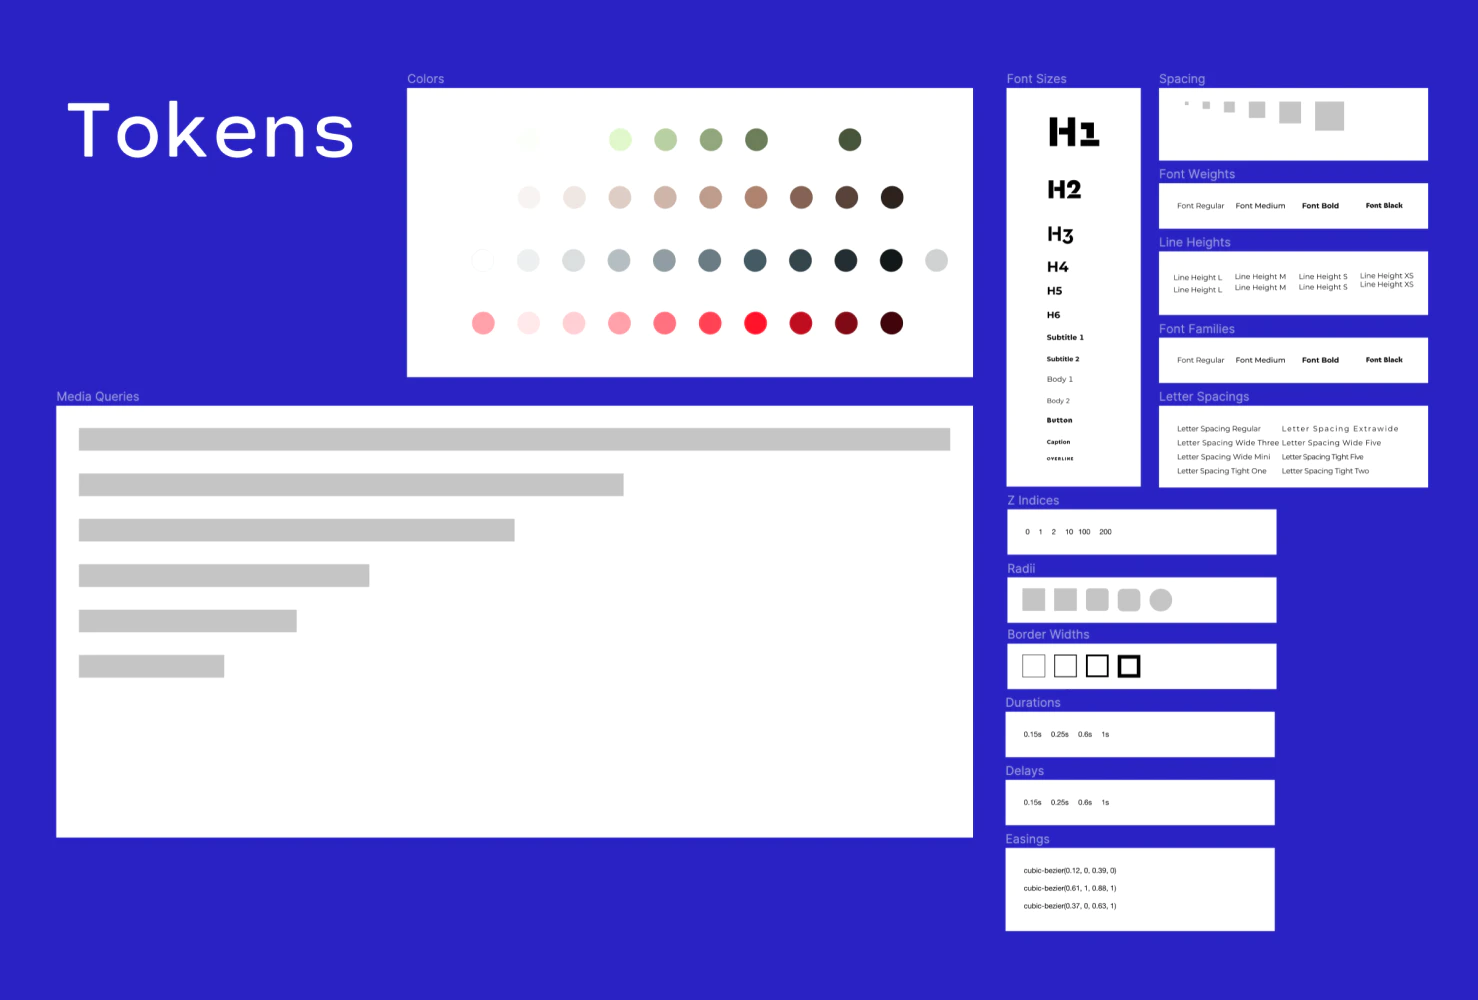 Tokens
Colors
Media Queries
Font Sizes
H1
H2
H3
H4
H5
H6
Subtitle 1
Subtitle 2
Body 1
Body 2
Button
Caption
OVERLINE
Spacing
Font Weights
Font Regular Font Medium Font Bold Font Black
Line Heights
Line Height L Line Height M Line Height S Line Height XS
Line Height L Line Height M Line Height S Line Height XS
Font Families
Font Regular Font Medium Font Bold Font Black
Letter Spacings
Letter Spacing Regular Letter Spacing Extrawide
Letter Spacing Wide Three Letter Spacing Wide Five
Letter Spacing Wide Mini Letter Spacing Tight Five
Letter Spacing Tight One Letter Spacing Tight Two
Z Indices
0 1 2 10 100 200
Radii
Border Widths
Durations
0.15s 0.25s 0.6s 1s
Delays
0.15s 0.25s 0.6s 1s
Easings
cubic-bezier(0.12, 0, 0.39, 0)
cubic-bezier(0.61, 1, 0.88, 1)
cubic-bezier(0.37, 0, 0.63, 1)